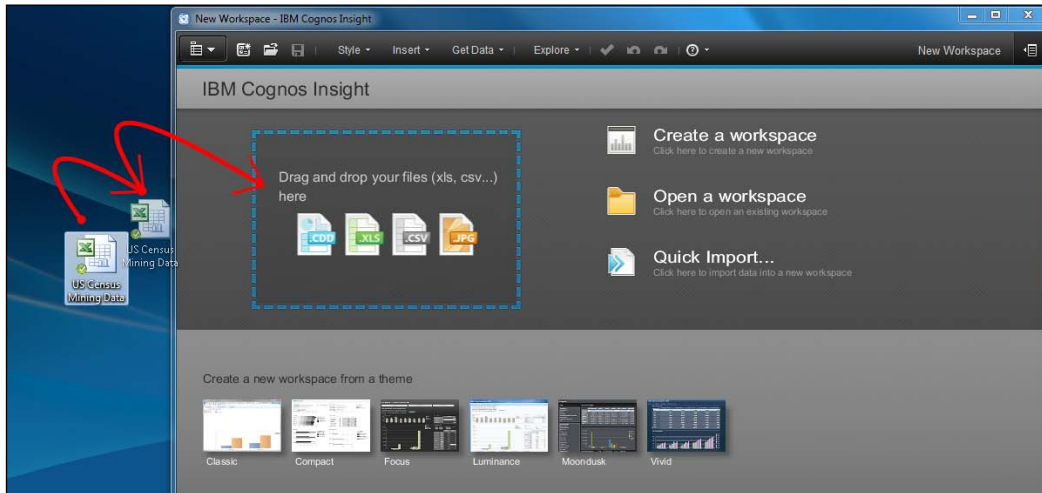 New Workspace - IBM Cognos Insight
Style Insert Get Data Explore New Workspace
IBM Cognos Insight
Drag and drop your files (xls, csv...)
here
.CDD .XLS .CSV .JPG
Create a workspace
Click here to create a new workspace
Open a workspace
Click here to open an existing workspace
Quick Import...
Click here to import data into a new workspace
US Census
Mining Data
US Census
Mining Data
Create a new workspace from a theme
Classic Compact Focus Luminance Moondusk Vivid